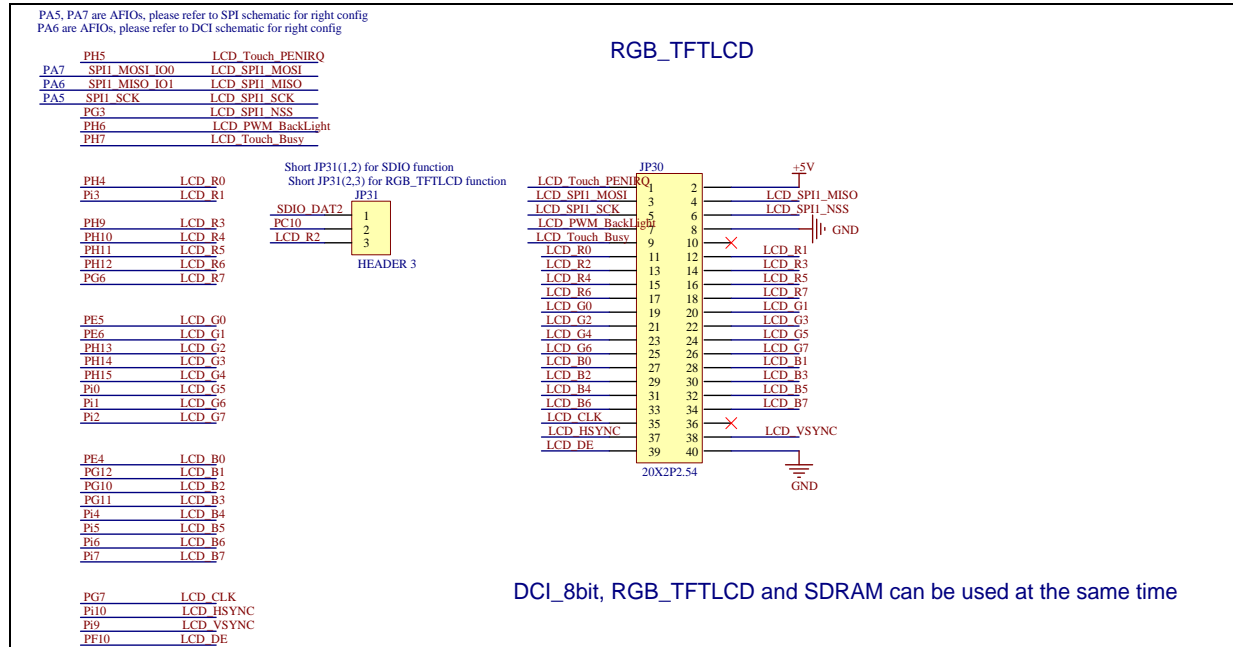 PA5, PA7 are AFIOs, please refer to SPI schematic for right config
PA6 are AFIOs, please refer to DCI schematic for right config
RGB_TFTLCD
PH5 LCD_Touch_PENIRQ
PA7 SPI1_MOSI_IO0 LCD_SPI1_MOSI
PA6 SPI1_MISO_IO1 LCD_SPI1_MISO
PA5 SPI1_SCK LCD_SPI1_SCK
PG3 LCD_SPI1_NSS
PH6 LCD_PWM_BackLight
PH7 LCD_Touch_Busy
PH4 LCD_R0
Pi3 LCD_R1
PH9 LCD_R3
PH10 LCD_R4
PH11 LCD_R5
PH12 LCD_R6
PG6 LCD_R7
PE5 LCD_G0
PE6 LCD_G1
PH13 LCD_G2
PH14 LCD_G3
PH15 LCD_G4
Pi0 LCD_G5
Pi1 LCD_G6
Pi2 LCD_G7
PE4 LCD_B0
PG12 LCD_B1
PG10 LCD_B2
PG11 LCD_B3
Pi4 LCD_B4
Pi5 LCD_B5
Pi6 LCD_B6
Pi7 LCD_B7
PG7 LCD_CLK
Pi10 LCD_HSYNC
Pi9 LCD_VSYNC
PF10 LCD_DE
Short JP31(1,2) for SDIO function
Short JP31(2,3) for RGB_TFTLCD function
JP31
SDIO_DAT2 1
PC10 2
LCD_R2 3
HEADER 3
JP30
+5V
LCD_Touch_PENIRQ 1 2
LCD_SPI1_MOSI 3 4 LCD_SPI1_MISO
LCD_SPI1_SCK 5 6 LCD_SPI1_NSS
LCD_PWM_BackLight 7 8 GND
LCD_Touch_Busy 9 10
LCD_R0 11 12 LCD_R1
LCD_R2 13 14 LCD_R3
LCD_R4 15 16 LCD_R5
LCD_R6 17 18 LCD_R7
LCD_G0 19 20 LCD_G1
LCD_G2 21 22 LCD_G3
LCD_G4 23 24 LCD_G5
LCD_G6 25 26 LCD_G7
LCD_B0 27 28 LCD_B1
LCD_B2 29 30 LCD_B3
LCD_B4 31 32 LCD_B5
LCD_B6 33 34 LCD_B7
LCD_CLK 35 36
LCD_HSYNC 37 38 LCD_VSYNC
LCD_DE 39 40
20X2P2.54
GND
DCI_8bit, RGB_TFTLCD and SDRAM can be used at the same time